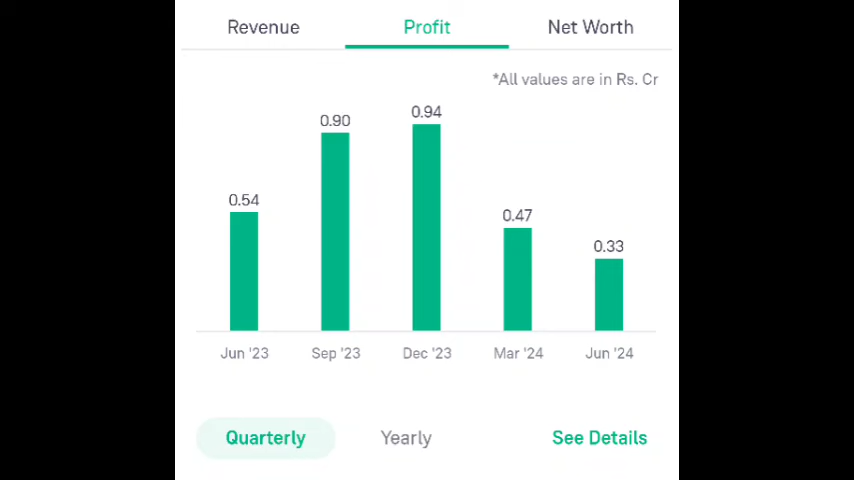 Revenue Profit Net Worth
*All values are in Rs. Cr
0.54 0.90 0.94 0.47 0.33
Jun '23 Sep '23 Dec '23 Mar '24 Jun '24
Quarterly Yearly See Details